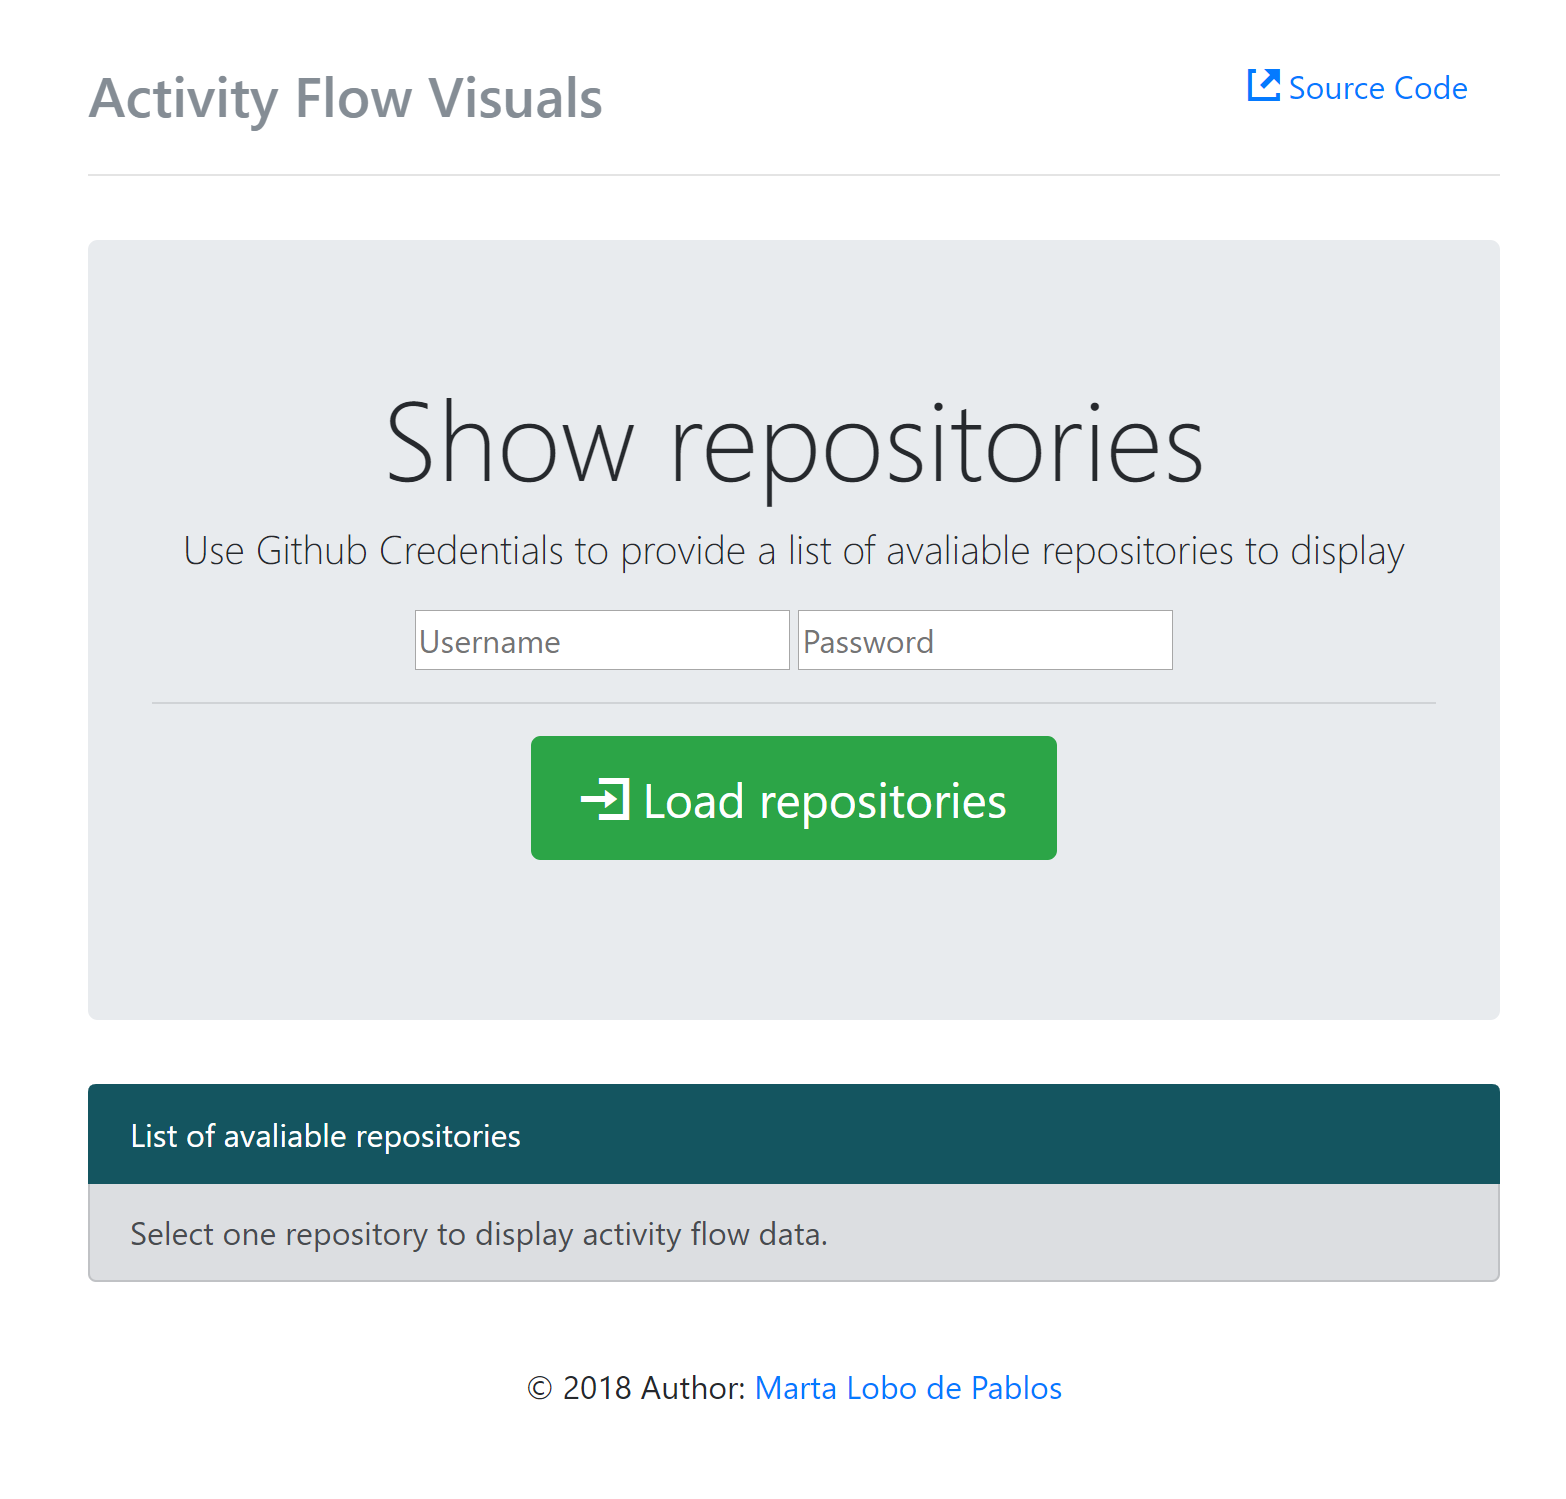 Activity Flow Visuals
Source Code
Show repositories
Use Github Credentials to provide a list of avaliable repositories to display
Username
Password
Load repositories
List of avaliable repositories
Select one repository to display activity flow data.
© 2018 Author: Marta Lobo de Pablos